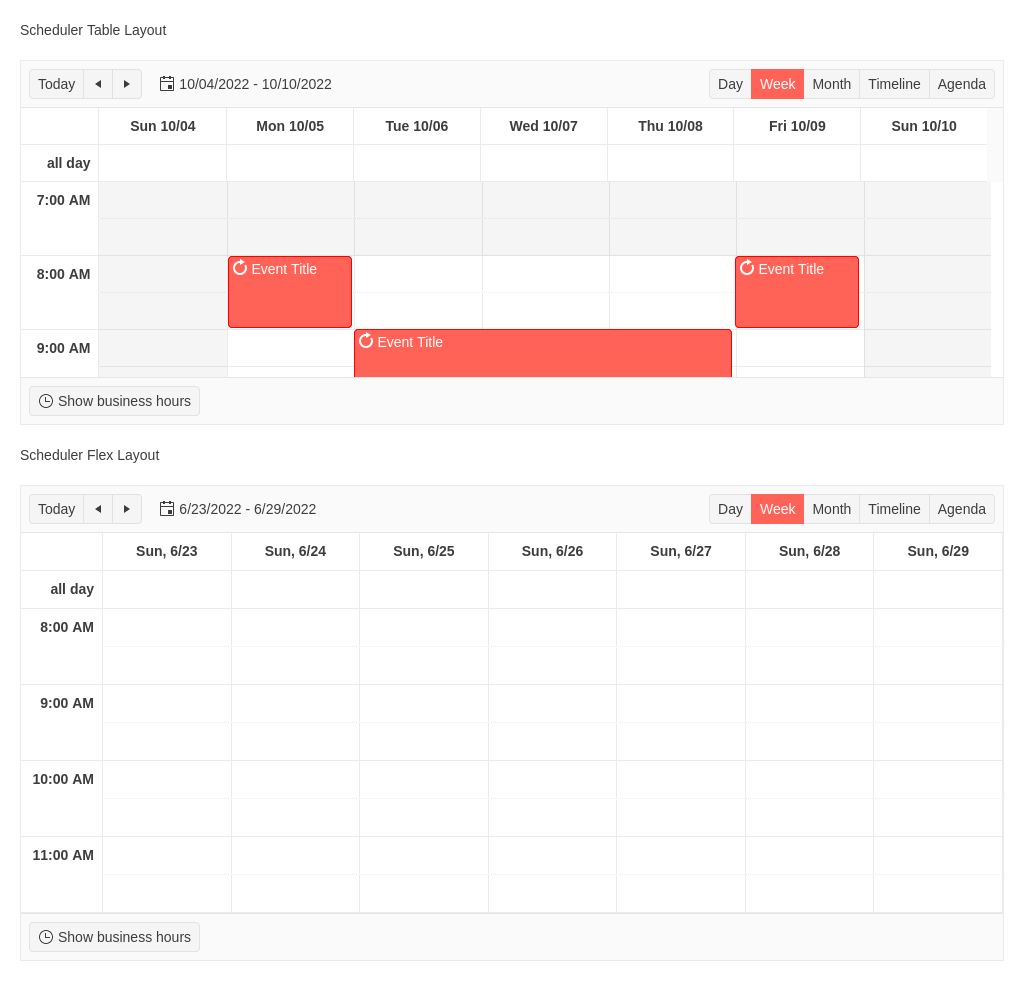 Scheduler Table Layout
Today 10/04/2022 - 10/10/2022 Day Week Month Timeline Agenda
Sun 10/04 Mon 10/05 Tue 10/06 Wed 10/07 Thu 10/08 Fri 10/09 Sun 10/10
all day
7:00 AM
8:00 AM Event Title Event Title
9:00 AM Event Title
Show business hours
Scheduler Flex Layout
Today 6/23/2022 - 6/29/2022 Day Week Month Timeline Agenda
Sun, 6/23 Sun, 6/24 Sun, 6/25 Sun, 6/26 Sun, 6/27 Sun, 6/28 Sun, 6/29
all day
8:00 AM
9:00 AM
10:00 AM
11:00 AM
Show business hours